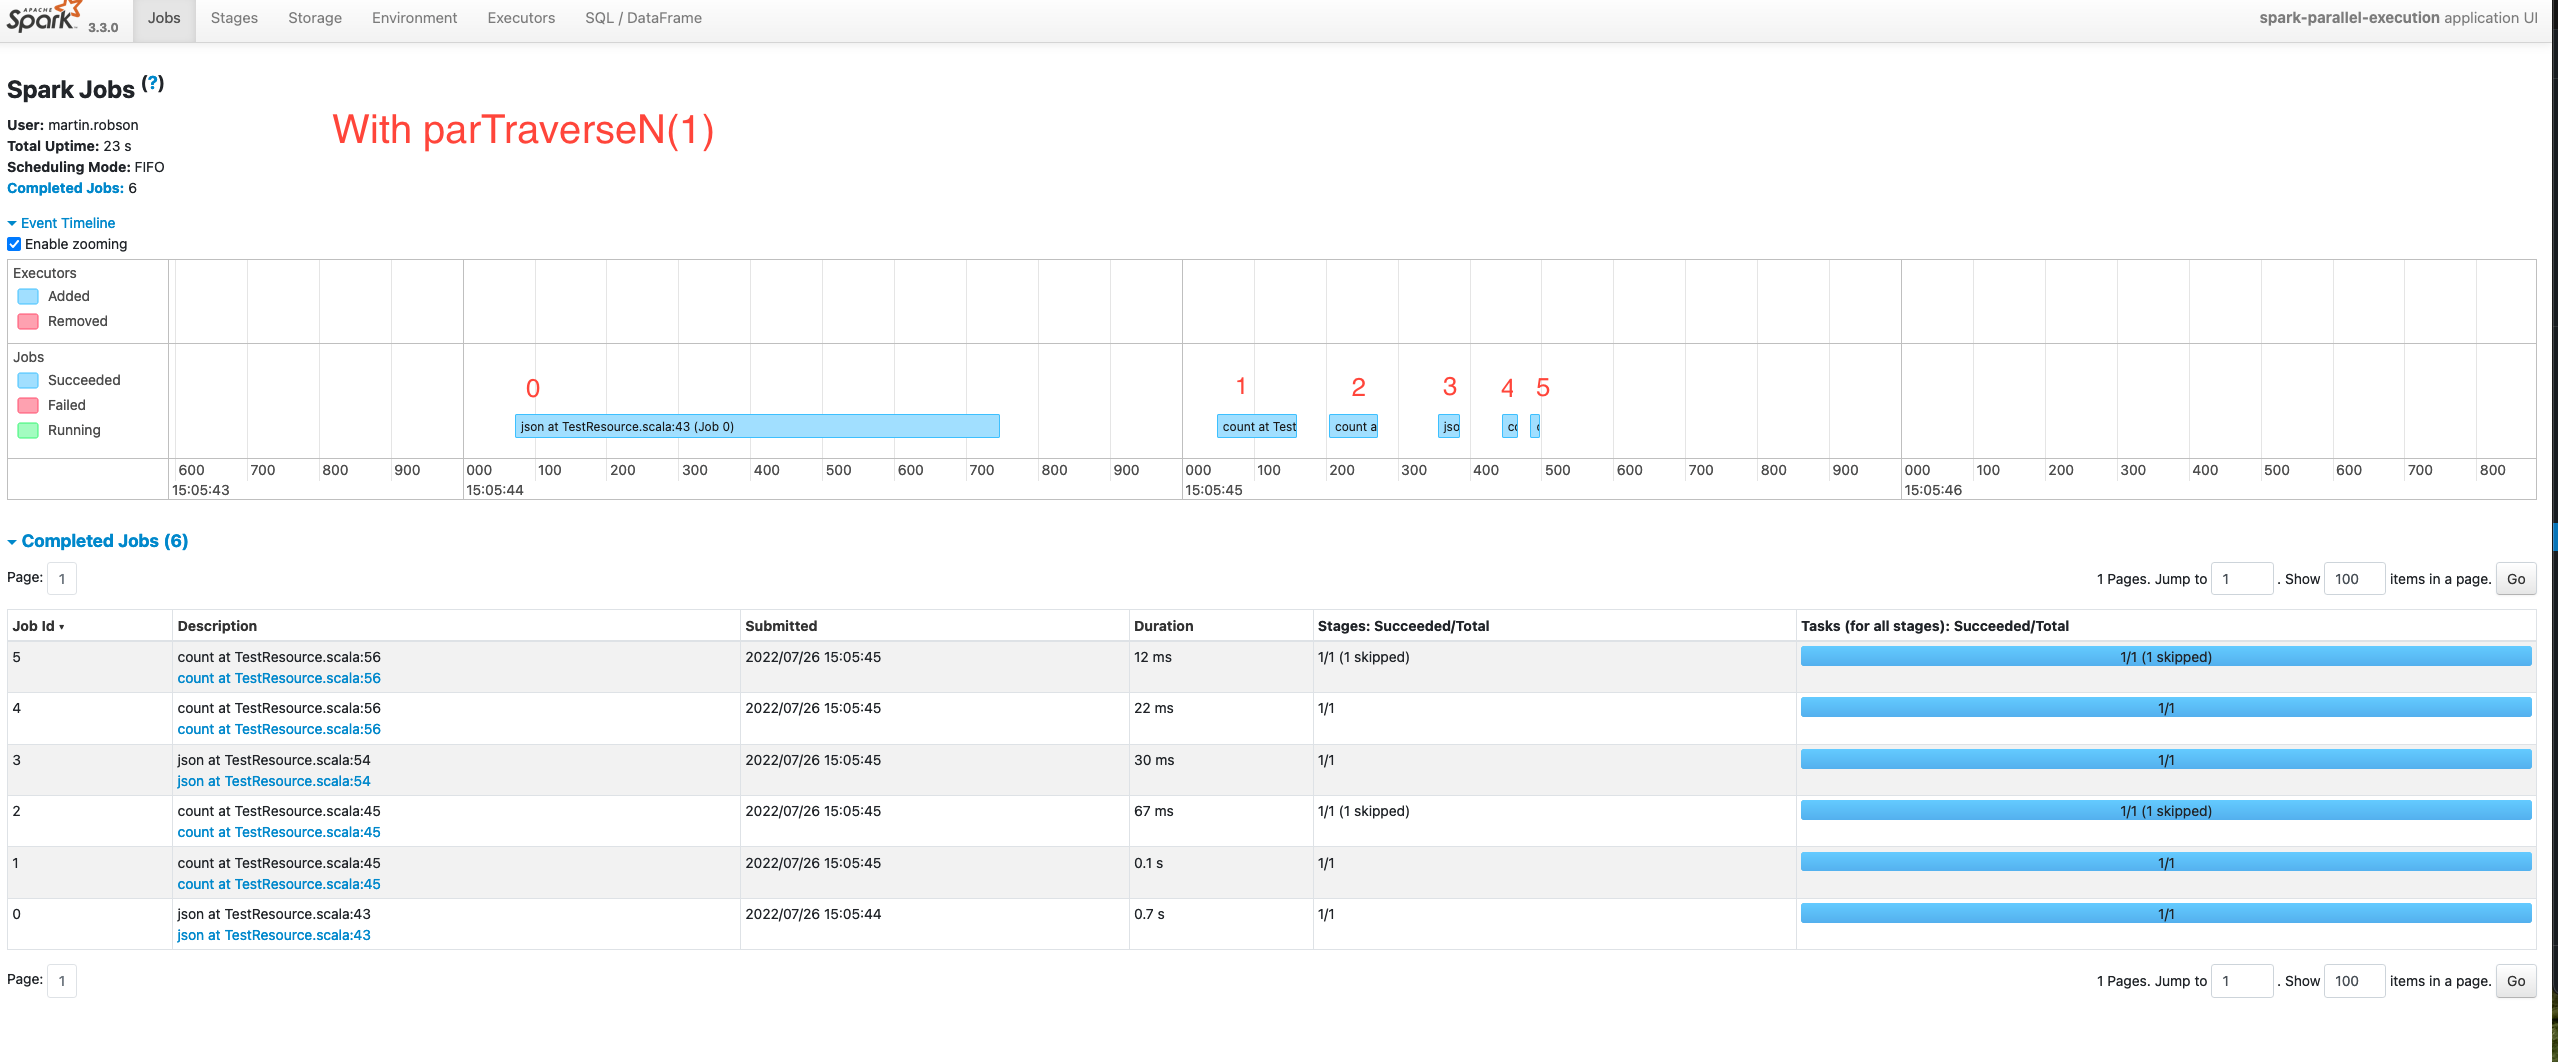 APACHE
Spark 3.3.0 Jobs Stages Storage Environment Executors SQL / DataFrame spark-parallel-execution application UI
Spark Jobs (?)
User: martin.robson
Total Uptime: 23 s
Scheduling Mode: FIFO
Completed Jobs: 6
With parTraverseN(1)
Event Timeline
Enable zooming
Executors
Added
Removed
Jobs
Succeeded
Failed
Running
0 1 2 3 4 5
json at TestResource.scala:43 (Job 0) count at Test count a jso
600 700 800 900 000 100 200 300 400 500 600 700 800 900 000 100 200 300 400 500 600 700 800 900 000 100 200 300 400 500 600 700 800
15:05:43 15:05:44 15:05:45 15:05:46
Completed Jobs (6)
Page: 1 1 Pages. Jump to 1 . Show 100 items in a page. Go
Job Id ▾ Description Submitted Duration Stages: Succeeded/Total Tasks (for all stages): Succeeded/Total
5 count at TestResource.scala:56 2022/07/26 15:05:45 12 ms 1/1 (1 skipped) 1/1 (1 skipped)
count at TestResource.scala:56
4 count at TestResource.scala:56 2022/07/26 15:05:45 22 ms 1/1 1/1
count at TestResource.scala:56
3 json at TestResource.scala:54 2022/07/26 15:05:45 30 ms 1/1 1/1
json at TestResource.scala:54
2 count at TestResource.scala:45 2022/07/26 15:05:45 67 ms 1/1 (1 skipped) 1/1 (1 skipped)
count at TestResource.scala:45
1 count at TestResource.scala:45 2022/07/26 15:05:45 0.1 s 1/1 1/1
count at TestResource.scala:45
0 json at TestResource.scala:43 2022/07/26 15:05:44 0.7 s 1/1 1/1
json at TestResource.scala:43
Page: 1 1 Pages. Jump to 1 . Show 100 items in a page. Go